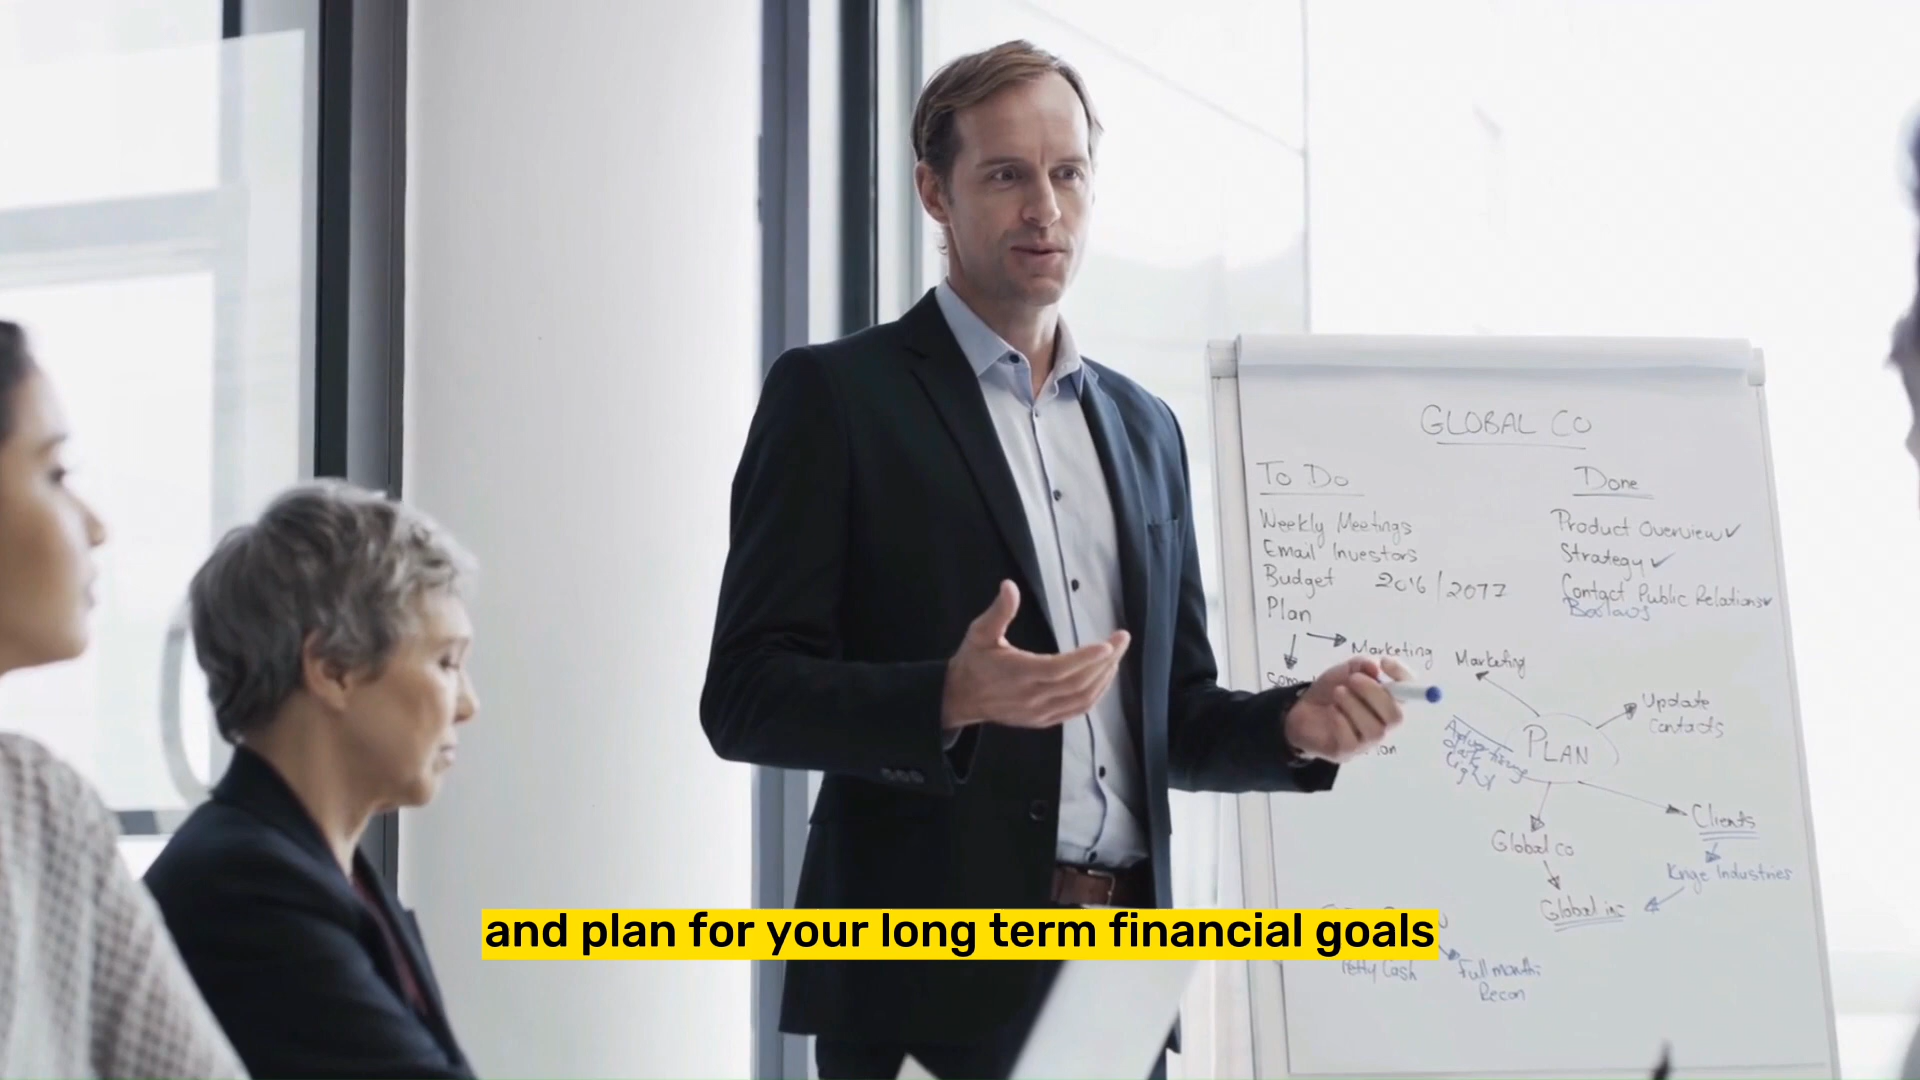 GLOBAL CO
To Do
Weekly Meetings
Email Investors
Budget 2016/2077
Plan
Marketing
Done
Product Overview ✓
Strategy ✓
Contact Public Relations ✓
Marketing
Update
Contacts
PLAN
Clients
Global co
Global inc
Industries
and plan for your long term financial goals
Petty Cash
Full month
Recon